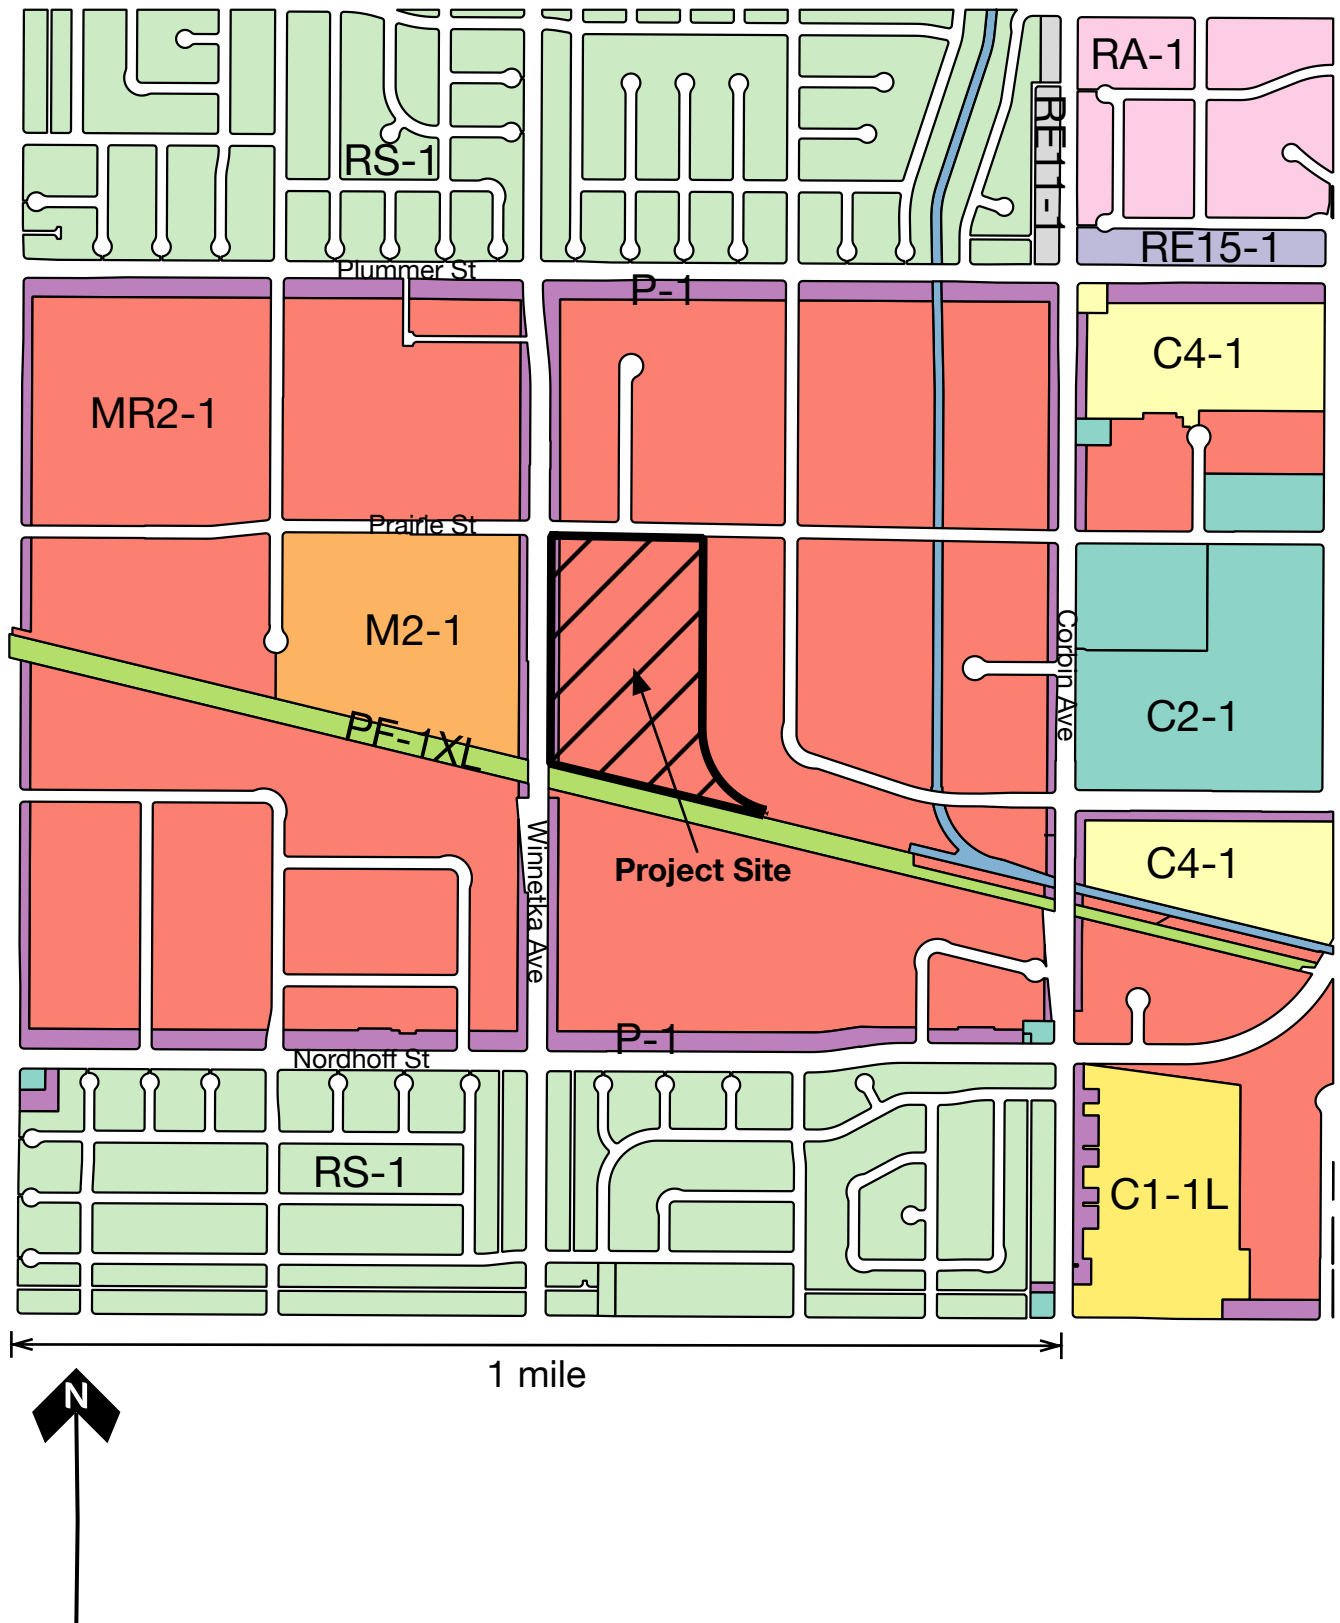 RA-1
RE11-1
RS-1
RE15-1
Plummer St
P-1
C4-1
MR2-1
Prairie St
M2-1
Corbin Ave
C2-1
PF-1XL
Winnetka Ave
Project Site
C4-1
P-1
Nordhoff St
RS-1
C1-1L
1 mile
N